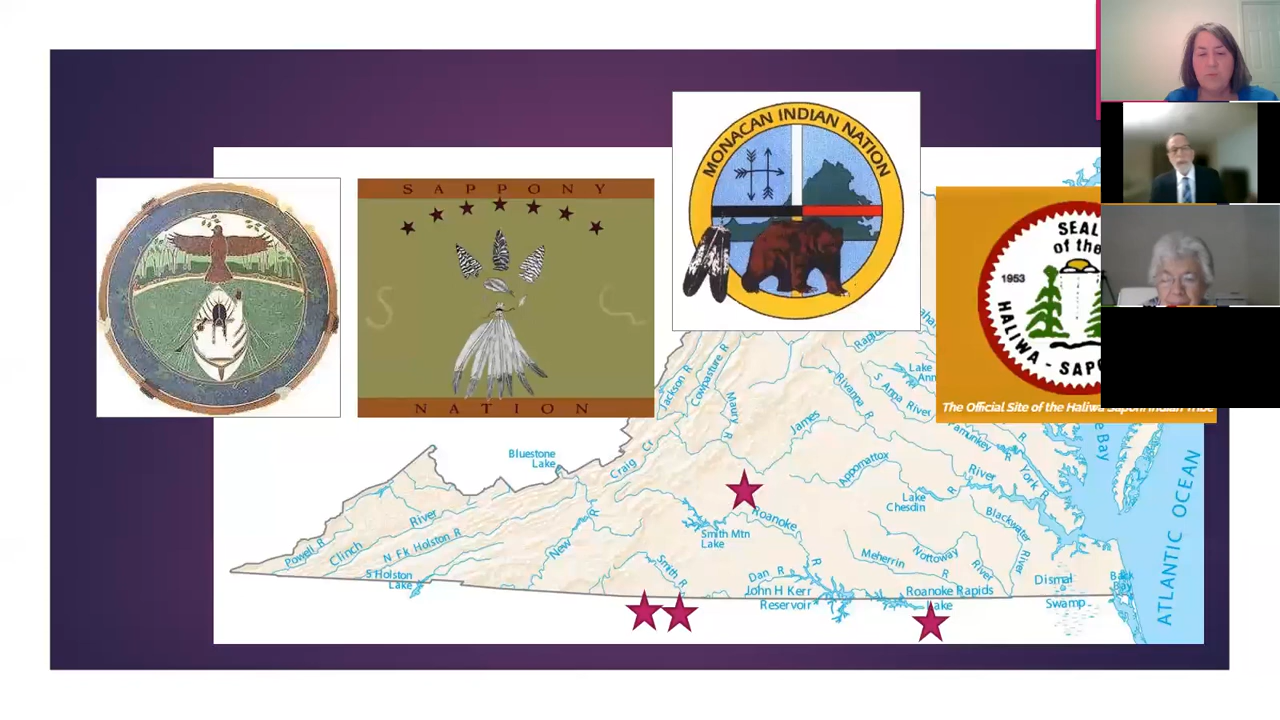 SAPPONY
NATION
MONACAN INDIAN NATION
SEAL
of the
1953
HALIWA - SAPO
The Official Site of the Haliwa Saponi Indian Tribe
Bluestone
Lake
Jackson R
Cowpasture R
Maury R
Craig Cr
James
Rivanna R
S Anna River
Lake
Pamunkey R
York R
River
Appomattox
Lake
Chesdin
Blackwater
River
Nottoway
River
Meherrin R
Powell R
Clinch River
N Fk Holston R
S Holston
Lake
New R
Smith Mtn
Lake
Roanoke
R
Smith R
Dan R
John H Kerr
Reservoir
Roanoke Rapids
Lake
Dismal
Swamp
Back
Bay
e Bay
ATLANTIC OCEAN